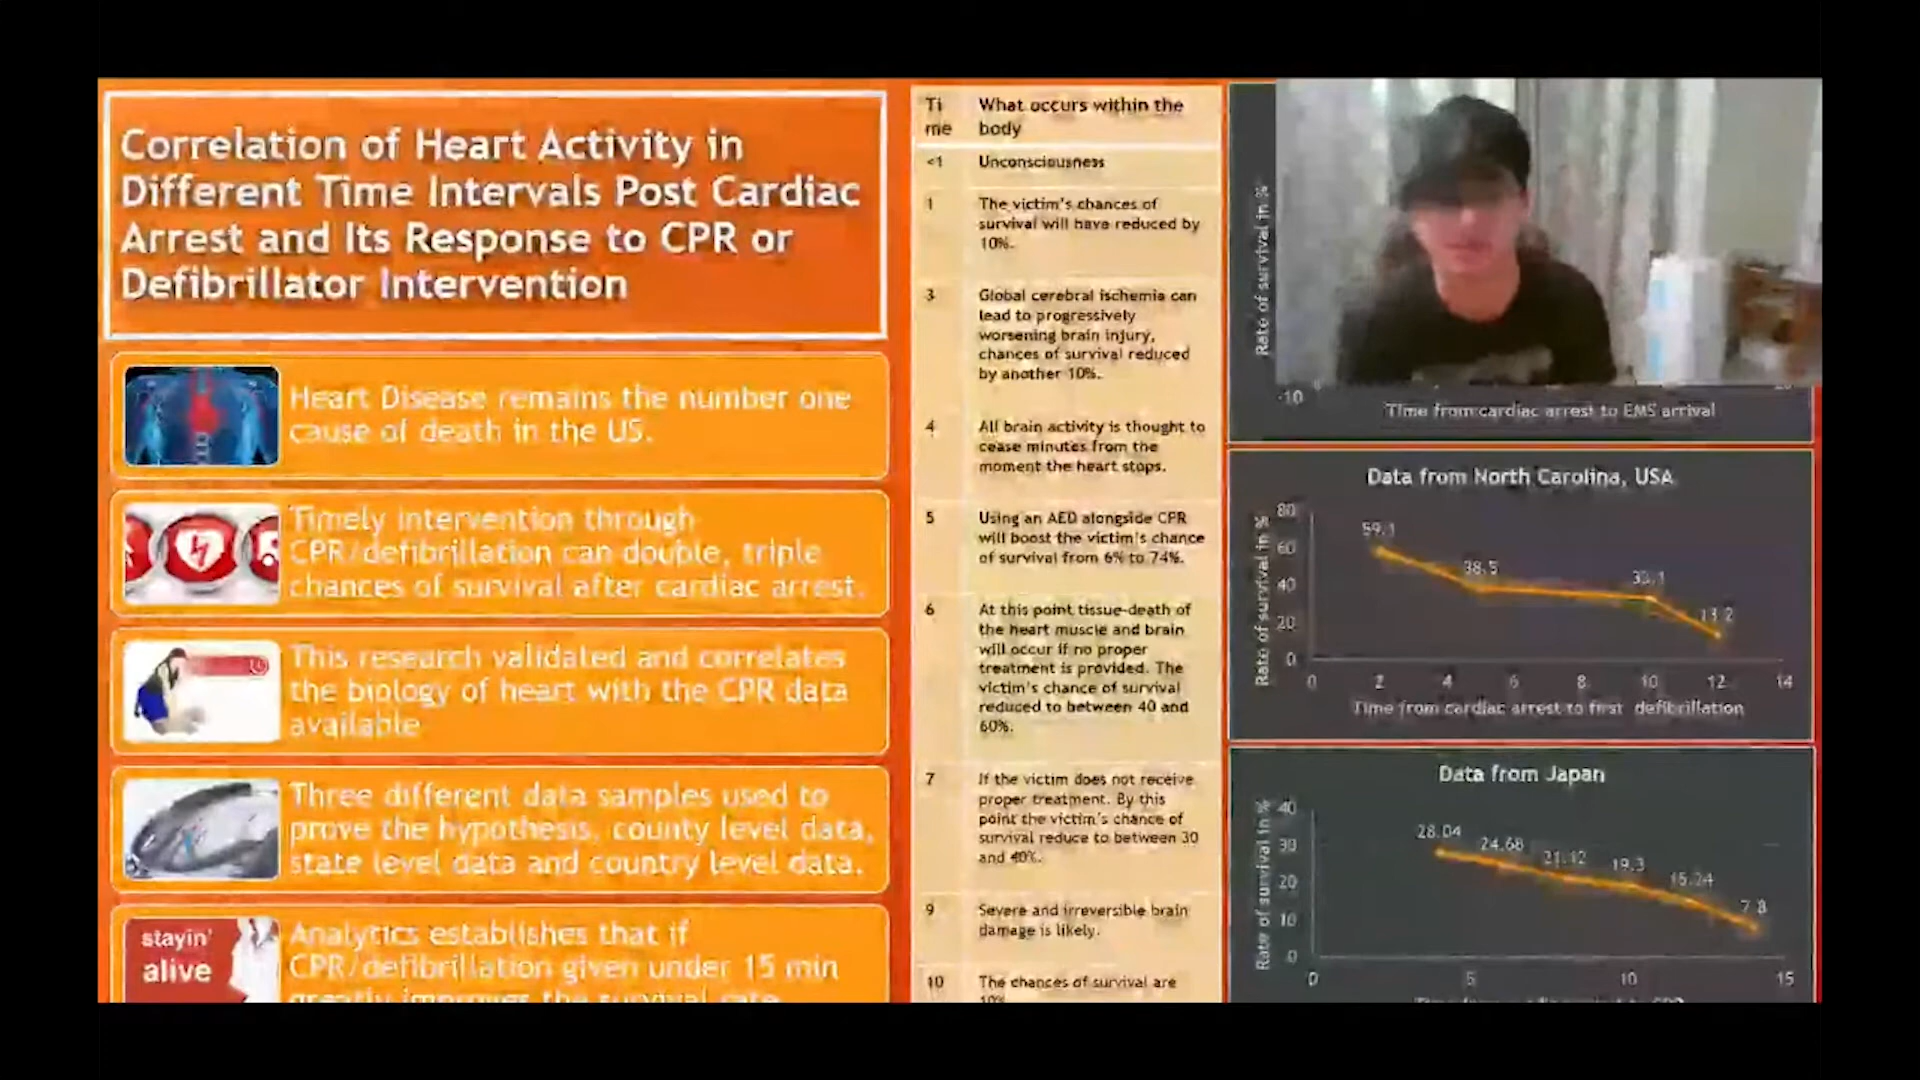 Correlation of Heart Activity in
Different Time Intervals Post Cardiac
Arrest and Its Response to CPR or
Defibrillator Intervention
Heart Disease remains the number one
cause of death in the US.
Timely intervention through
CPR/defibrillation can double, triple
chances of survival after cardiac arrest.
This research validated and correlates
the biology of heart with the CPR data
available
Three different data samples used to
prove the hypothesis, county level data,
state level data and country level data.
stayin'
alive
Analytics establishes that if
CPR/defibrillation given under 15 min
greatly improves the survival rate
Ti
me
What occurs within the
body
<1
Unconsciousness
1
The victim's chances of
survival will have reduced by
10%.
3
Global cerebral ischemia can
lead to progressively
worsening brain injury,
chances of survival reduced
by another 10%.
4
All brain activity is thought to
cease minutes from the
moment the heart stops.
5
Using an AED alongside CPR
will boost the victim's chance
of survival from 6% to 74%.
6
At this point tissue-death of
the heart muscle and brain
will occur if no proper
treatment is provided. The
victim's chance of survival
reduced to between 40 and
60%.
7
If the victim does not receive
proper treatment. By this
point the victim's chance of
survival reduce to between 30
and 40%.
9
Severe and irreversible brain
damage is likely.
10
The chances of survival are
10%
Rate of survival in %
-10
Time from cardiac arrest to EMS arrival
Data from North Carolina, USA
Rate of survival in %
80
60
40
20
0
59.1
38.5
33.1
13.2
0 2 4 6 8 10 12 14
Time from cardiac arrest to first defibrillation
Data from Japan
Rate of survival in %
40
30
20
10
0
28.04
24.68
21.12
19.3
15.24
7.8
0 5 10 15